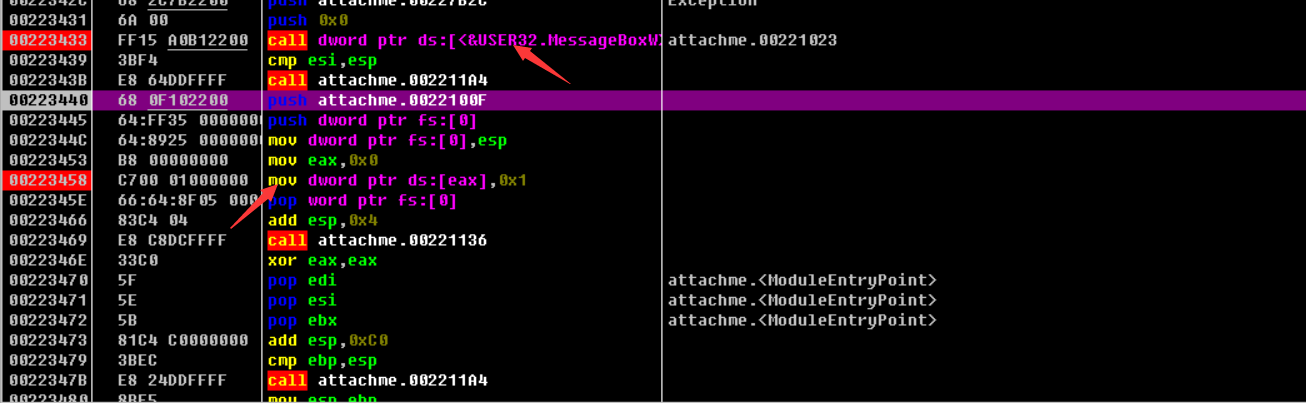 0022342C 68 2C7B2200 push attachme.00227B2C Exception
00223431 6A 00 push 0x0
00223433 FF15 A0B12200 call dword ptr ds:[<&USER32.MessageBoxW> attachme.00221023
00223439 3BF4 cmp esi,esp
0022343B E8 64DDFFFF call attachme.002211A4
00223440 68 0F102200 push attachme.0022100F
00223445 64:FF35 0000000 push dword ptr fs:[0]
0022344C 64:8925 0000000 mov dword ptr fs:[0],esp
00223453 B8 00000000 mov eax,0x0
00223458 C700 01000000 mov dword ptr ds:[eax],0x1
0022345E 66:64:8F05 000 pop word ptr fs:[0]
00223466 83C4 04 add esp,0x4
00223469 E8 C8DCFFFF call attachme.00221136
0022346E 33C0 xor eax,eax
00223470 5F pop edi attachme.<ModuleEntryPoint>
00223471 5E pop esi attachme.<ModuleEntryPoint>
00223472 5B pop ebx attachme.<ModuleEntryPoint>
00223473 81C4 C0000000 add esp,0xC0
00223479 3BEC cmp ebp,esp
0022347B E8 24DDFFFF call attachme.002211A4
00223480 8BE5 mov esp,ebp